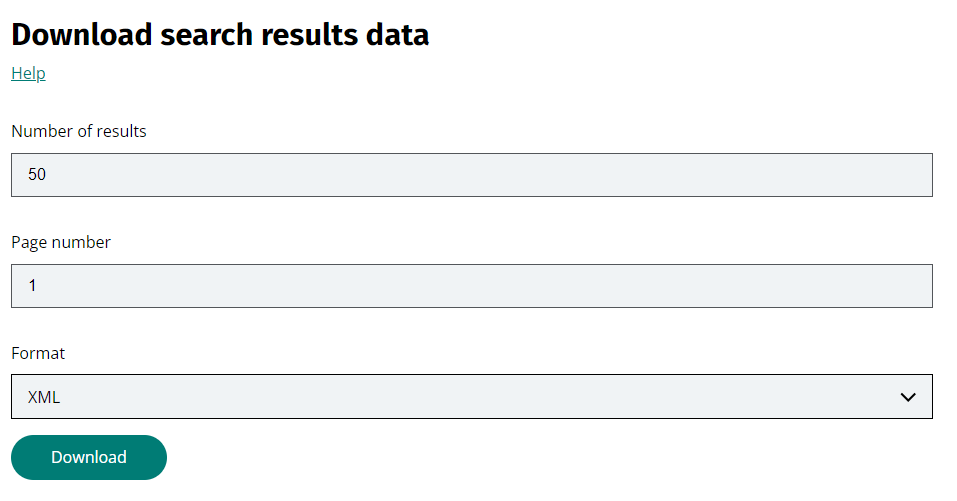 Download search results data
Help
Number of results
50
Page number
1
Format
XML
Download